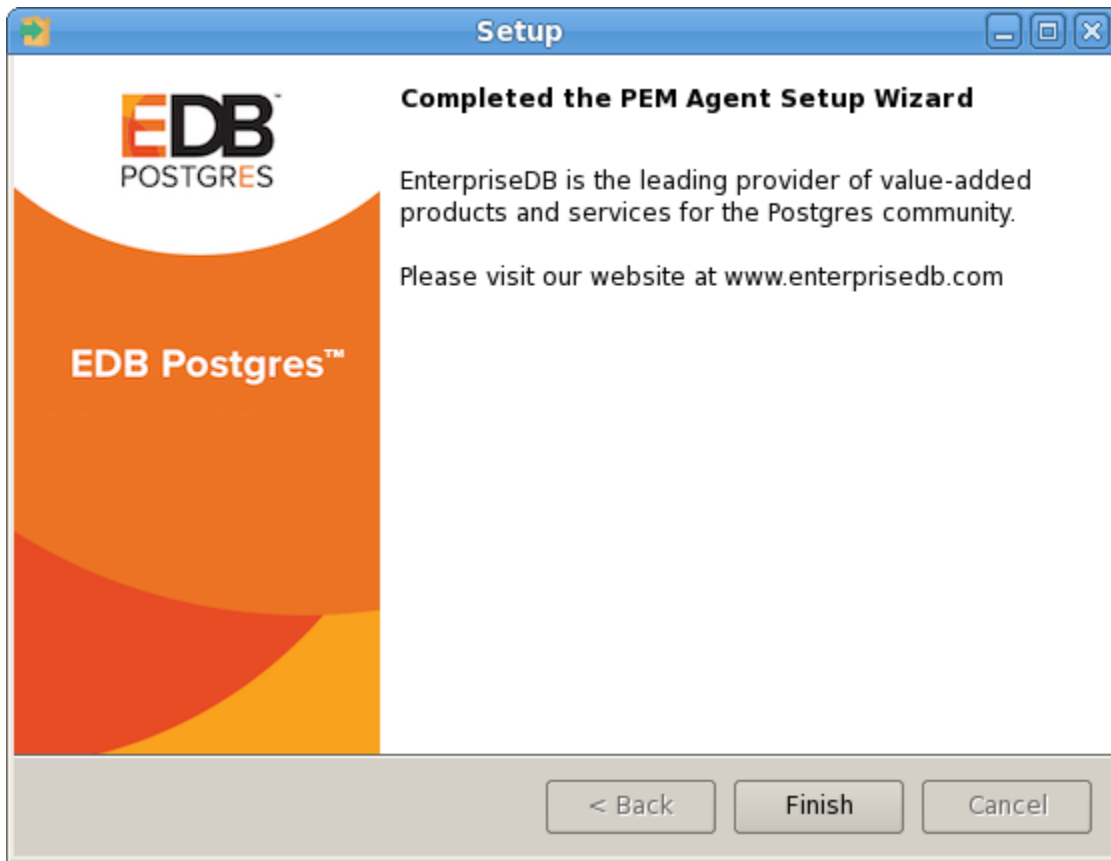 Setup
EDB™
POSTGRES
EDB Postgres™
Completed the PEM Agent Setup Wizard
EnterpriseDB is the leading provider of value-added
products and services for the Postgres community.
Please visit our website at www.enterprisedb.com
< Back
Finish
Cancel